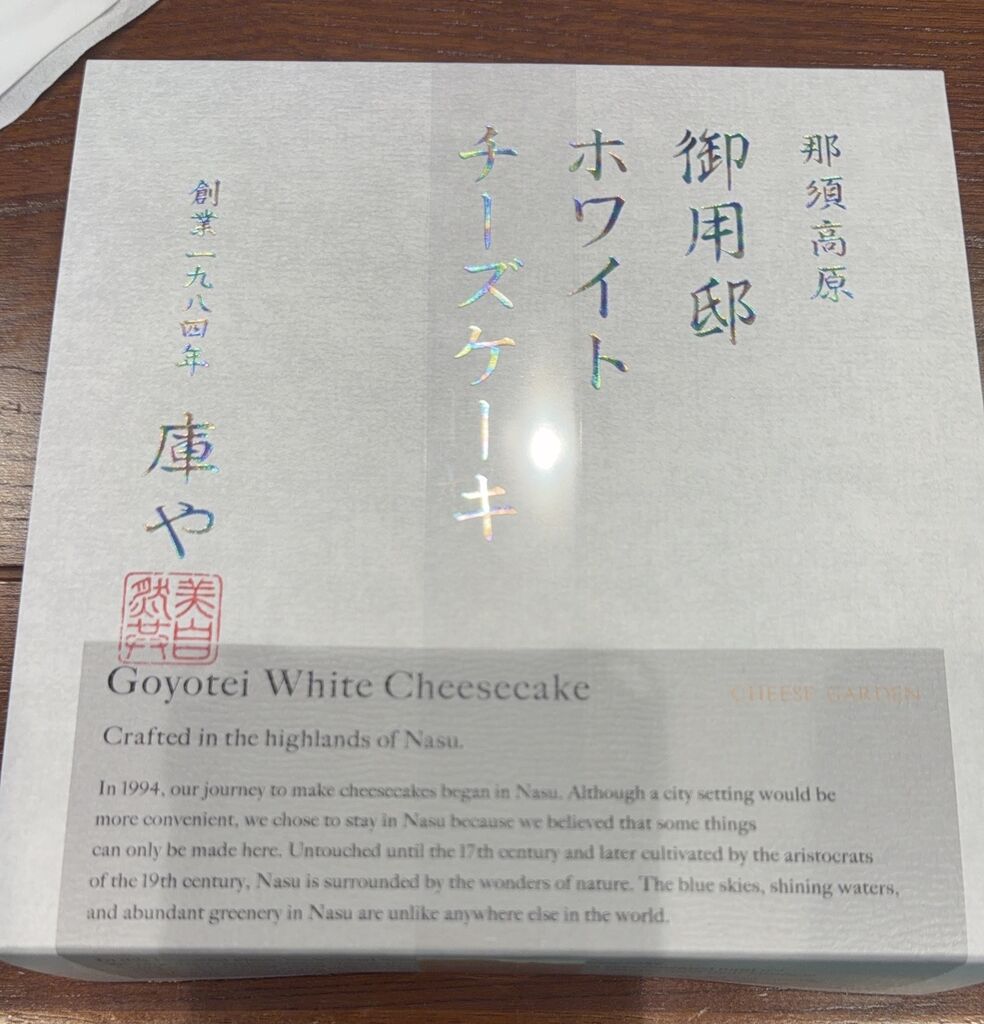 那須高原
御用邸
ホワイト
チーズケーキ
創業一九八四年
庫や
美白
然共
Goyotei White Cheesecake
CHEESE GARDEN
Crafted in the highlands of Nasu.
In 1994, our journey to make cheesecakes began in Nasu. Although a city setting would be
more convenient, we chose to stay in Nasu because we believed that some things
can only be made here. Untouched until the 17th century and later cultivated by the aristocrats
of the 19th century, Nasu is surrounded by the wonders of nature. The blue skies, shining waters,
and abundant greenery in Nasu are unlike anywhere else in the world.